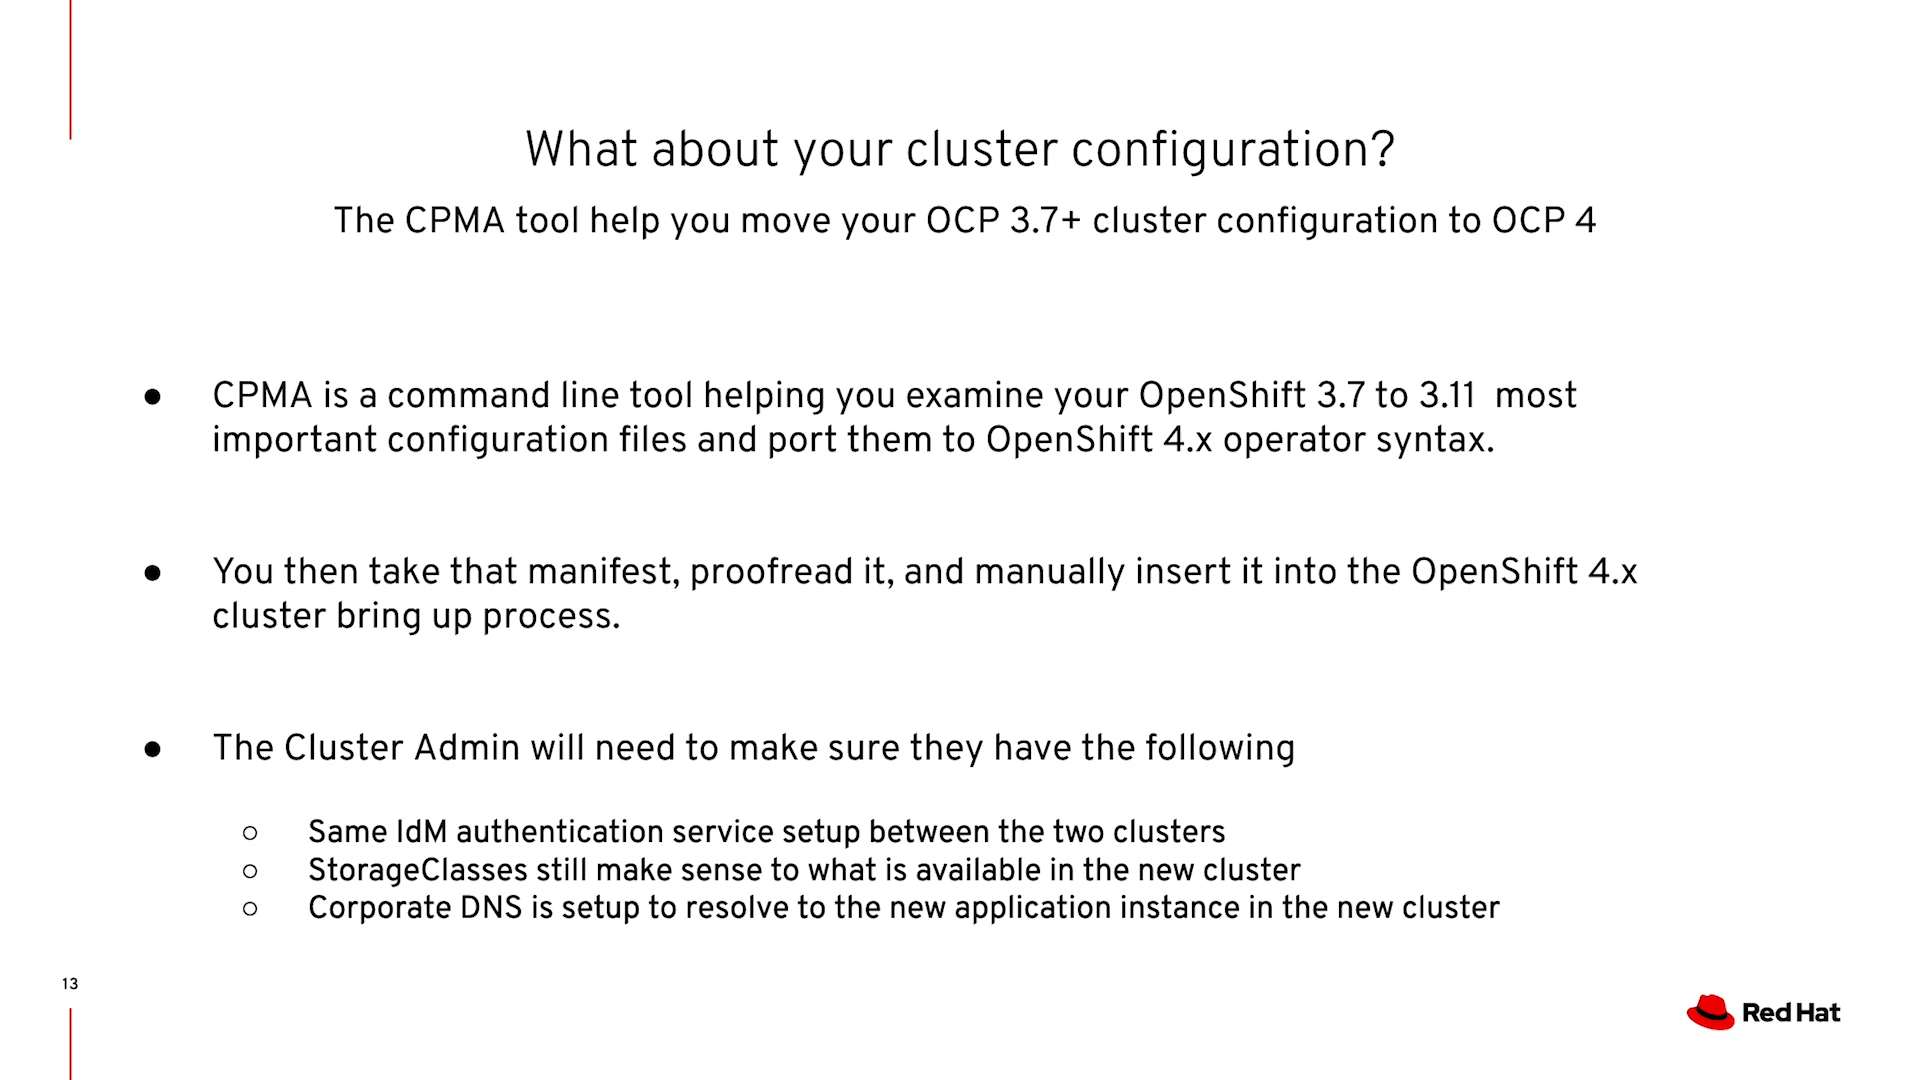 What about your cluster configuration?
The CPMA tool help you move your OCP 3.7+ cluster configuration to OCP 4
● CPMA is a command line tool helping you examine your OpenShift 3.7 to 3.11 most
important configuration files and port them to OpenShift 4.x operator syntax.
● You then take that manifest, proofread it, and manually insert it into the OpenShift 4.x
cluster bring up process.
● The Cluster Admin will need to make sure they have the following
○ Same IdM authentication service setup between the two clusters
○ StorageClasses still make sense to what is available in the new cluster
○ Corporate DNS is setup to resolve to the new application instance in the new cluster
13
Red Hat